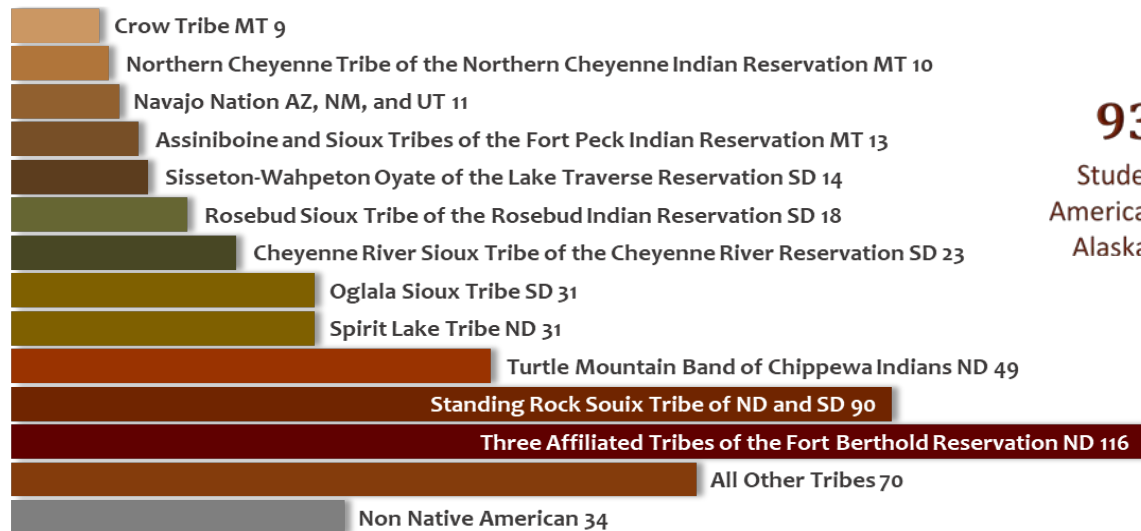 Crow Tribe MT 9
Northern Cheyenne Tribe of the Northern Cheyenne Indian Reservation MT 10
Navajo Nation AZ, NM, and UT 11
Assiniboine and Sioux Tribes of the Fort Peck Indian Reservation MT 13
Sisseton-Wahpeton Oyate of the Lake Traverse Reservation SD 14
Rosebud Sioux Tribe of the Rosebud Indian Reservation SD 18
Cheyenne River Sioux Tribe of the Cheyenne River Reservation SD 23
Oglala Sioux Tribe SD 31
Spirit Lake Tribe ND 31
Turtle Mountain Band of Chippewa Indians ND 49
Standing Rock Souix Tribe of ND and SD 90
Three Affiliated Tribes of the Fort Berthold Reservation ND 116
All Other Tribes 70
Non Native American 34
93
Stude
America
Alaska